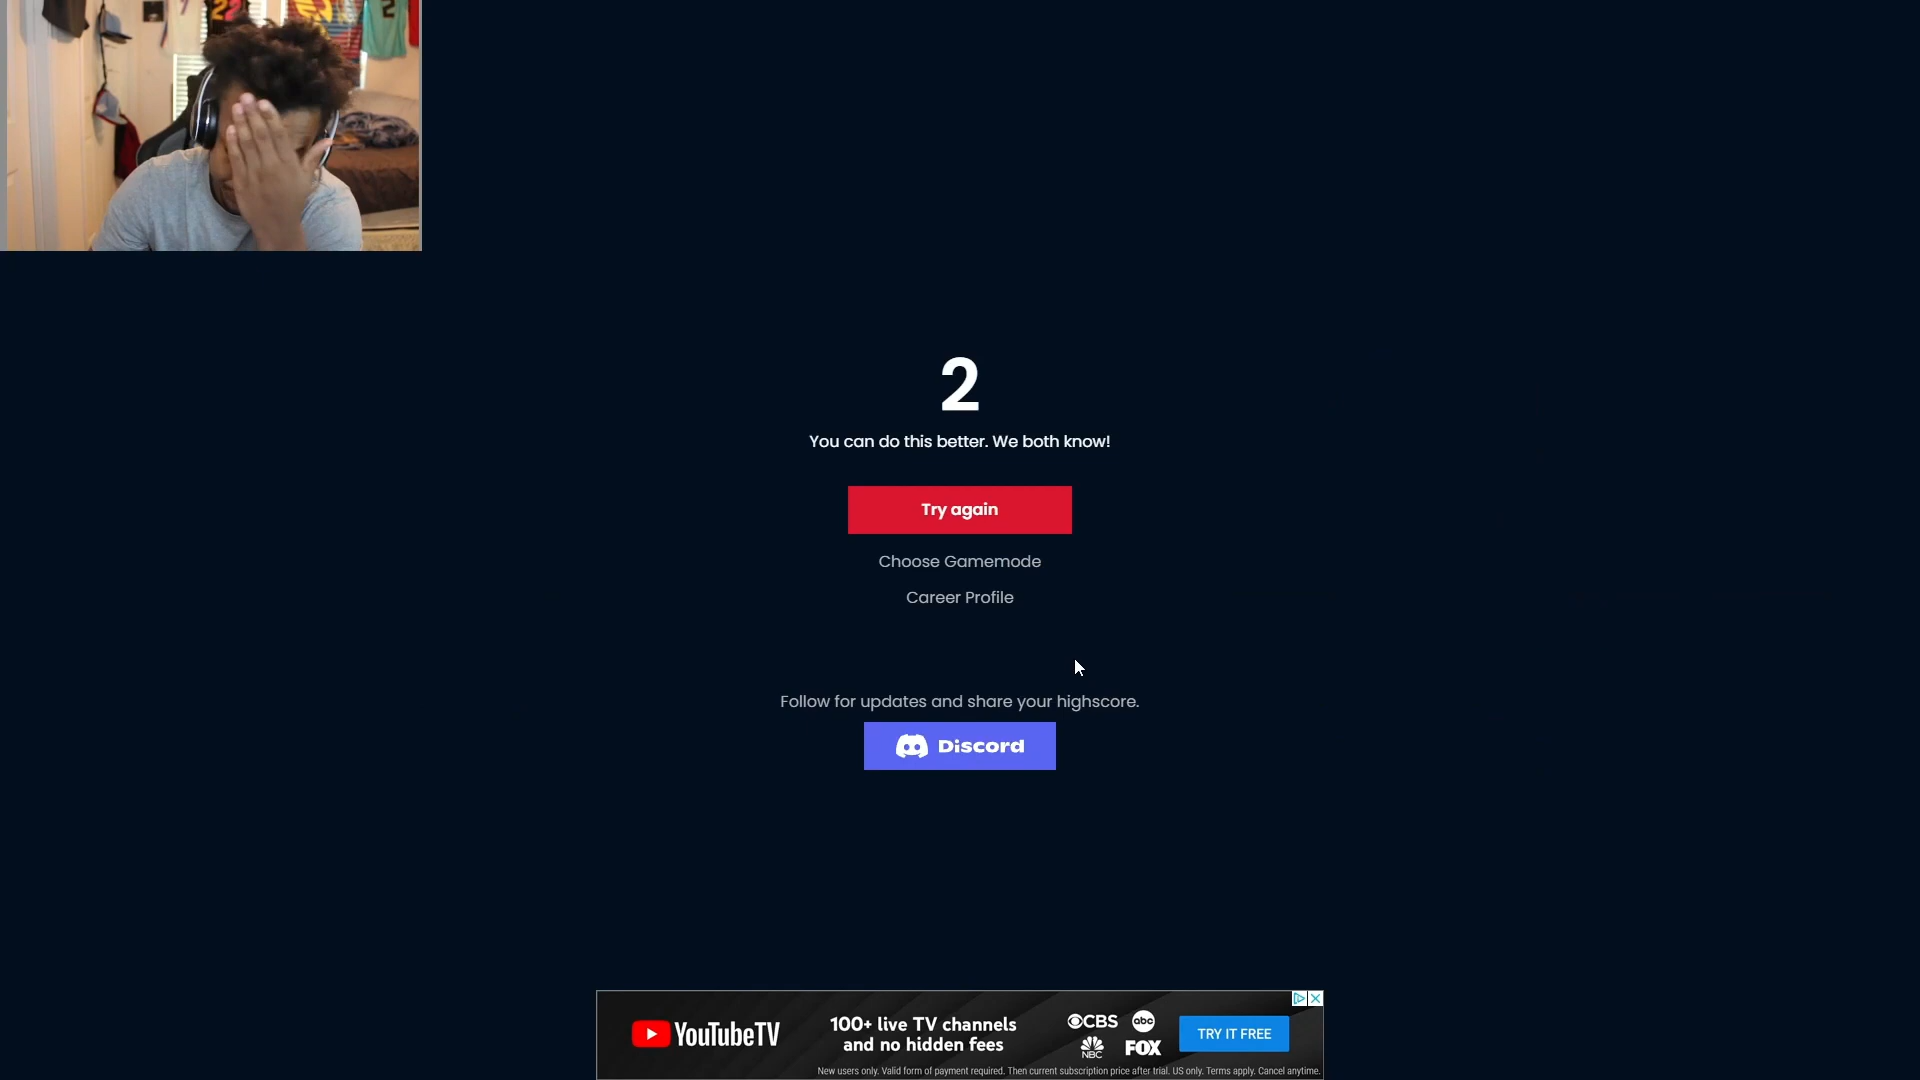 22
2
2
You can do this better. We both know!
Try again
Choose Gamemode
Career Profile
Follow for updates and share your highscore.
Discord
YouTubeTV
100+ live TV channels
and no hidden fees
CBS abc
NBC FOX
TRY IT FREE
New users only. Valid form of payment required. Then current subscription price after trial. US only. Terms apply. Cancel anytime.